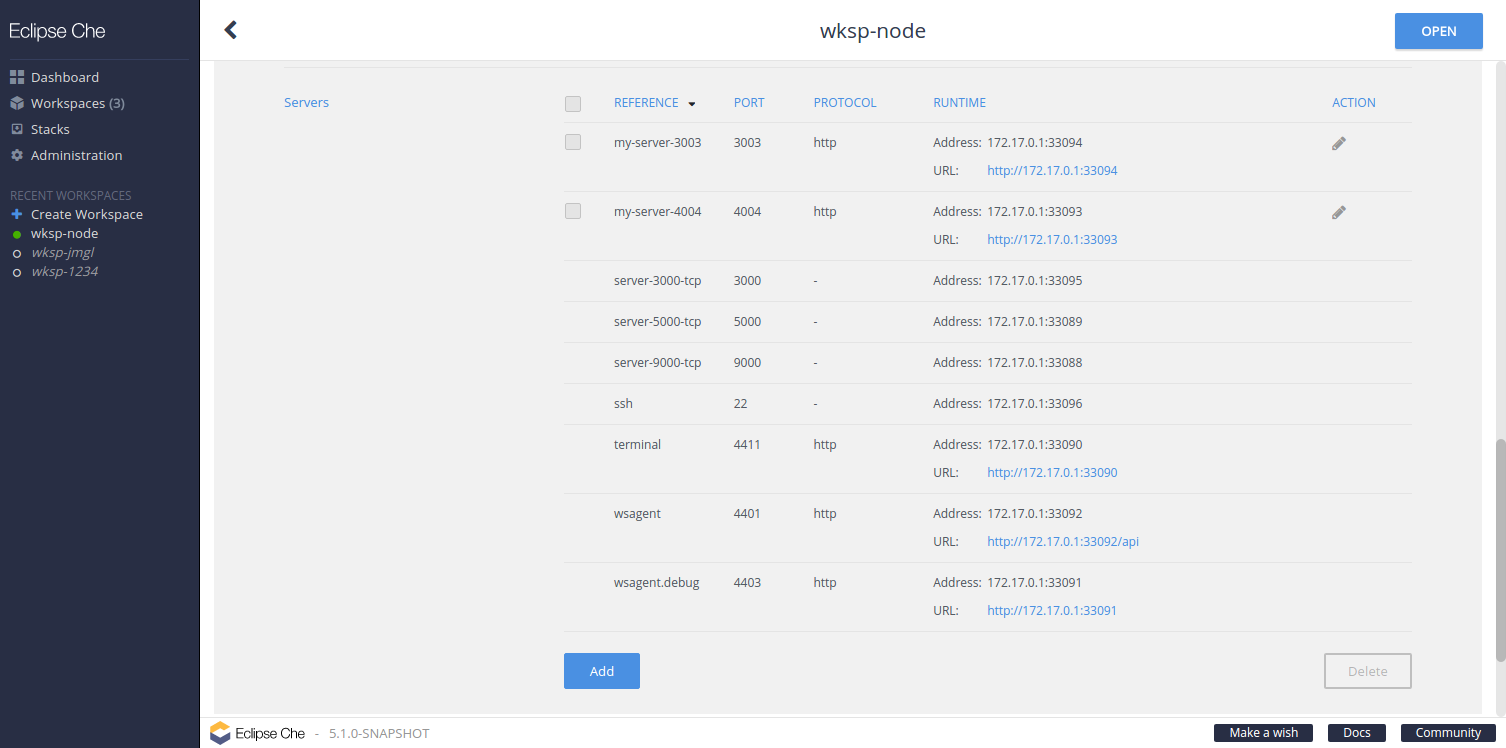 Eclipse Che
Dashboard
Workspaces (3)
Stacks
Administration
RECENT WORKSPACES
Create Workspace
wksp-node
wksp-jmgl
wksp-1234
wksp-node
OPEN
Servers
REFERENCE PORT PROTOCOL RUNTIME ACTION
my-server-3003 3003 http Address: 172.17.0.1:33094
URL: http://172.17.0.1:33094
my-server-4004 4004 http Address: 172.17.0.1:33093
URL: http://172.17.0.1:33093
server-3000-tcp 3000 - Address: 172.17.0.1:33095
server-5000-tcp 5000 - Address: 172.17.0.1:33089
server-9000-tcp 9000 - Address: 172.17.0.1:33088
ssh 22 - Address: 172.17.0.1:33096
terminal 4411 http Address: 172.17.0.1:33090
URL: http://172.17.0.1:33090
wsagent 4401 http Address: 172.17.0.1:33092
URL: http://172.17.0.1:33092/api
wsagent.debug 4403 http Address: 172.17.0.1:33091
URL: http://172.17.0.1:33091
Add Delete
Eclipse Che - 5.1.0-SNAPSHOT Make a wish Docs Community